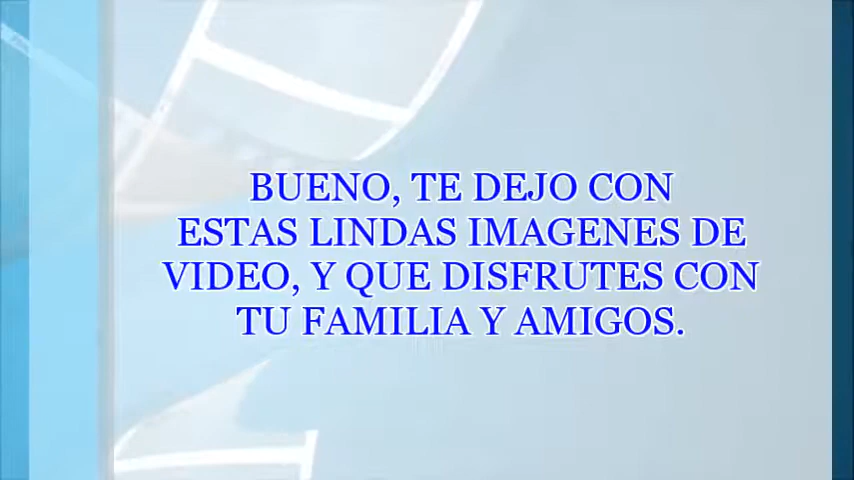 BUENO, TE DEJO CON
ESTAS LINDAS IMAGENES DE
VIDEO, Y QUE DISFRUTES CON
TU FAMILIA Y AMIGOS.